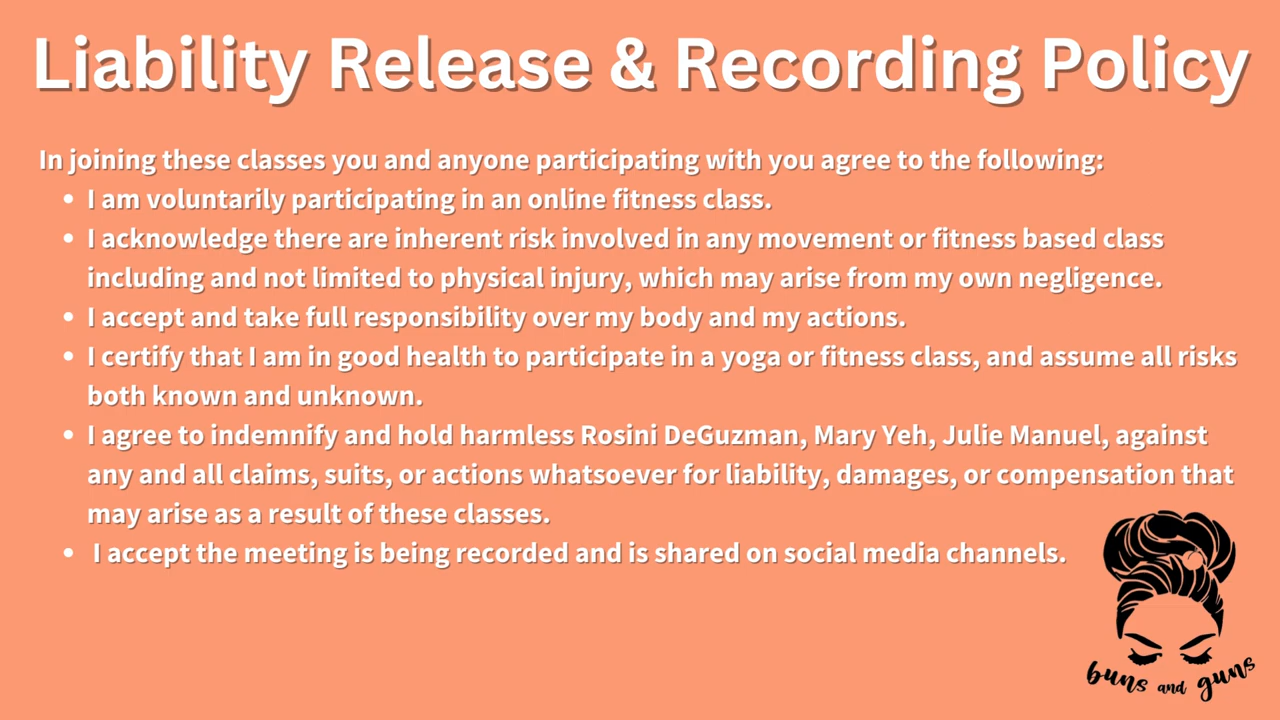 Liability Release & Recording Policy
In joining these classes you and anyone participating with you agree to the following:
• I am voluntarily participating in an online fitness class.
• I acknowledge there are inherent risk involved in any movement or fitness based class
including and not limited to physical injury, which may arise from my own negligence.
• I accept and take full responsibility over my body and my actions.
• I certify that I am in good health to participate in a yoga or fitness class, and assume all risks
both known and unknown.
• I agree to indemnify and hold harmless Rosini DeGuzman, Mary Yeh, Julie Manuel, against
any and all claims, suits, or actions whatsoever for liability, damages, or compensation that
may arise as a result of these classes.
• I accept the meeting is being recorded and is shared on social media channels.
buns and guns